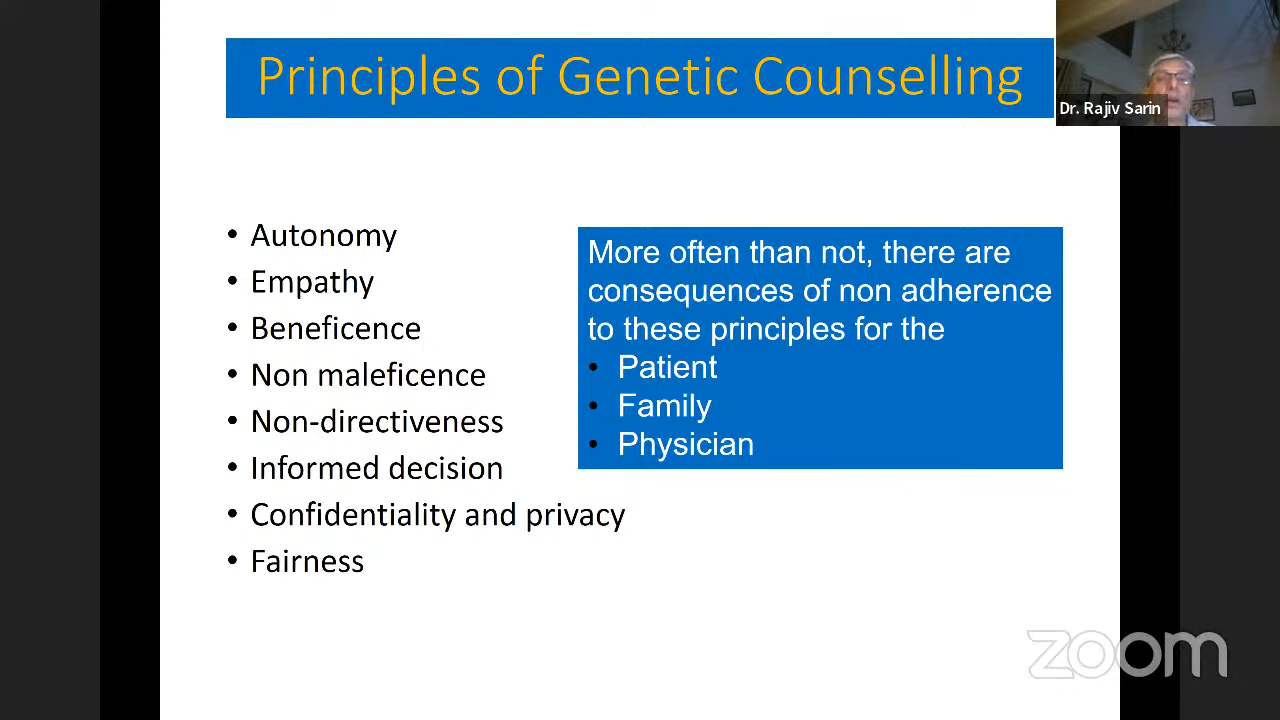 Principles of Genetic Counselling
Dr. Rajiv Sarin
• Autonomy
• Empathy
• Beneficence
• Non maleficence
• Non-directiveness
• Informed decision
• Confidentiality and privacy
• Fairness
More often than not, there are
consequences of non adherence
to these principles for the
• Patient
• Family
• Physician
zoom